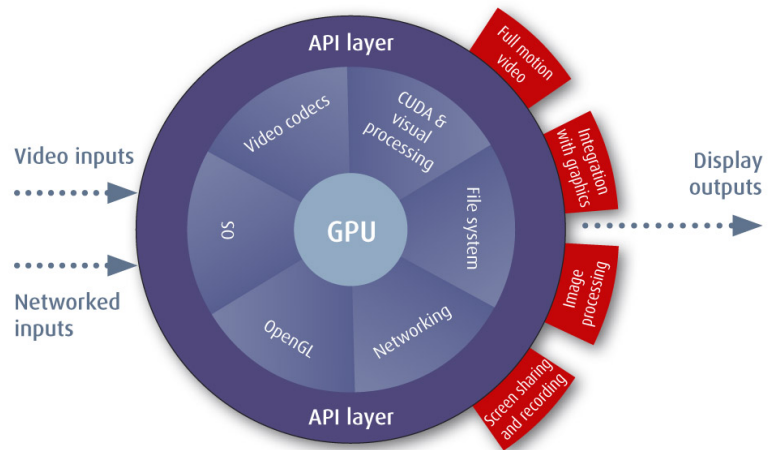 API layer
Full motion
video
Video codecs
CUDA &
visual
processing
Integration
with graphics
Video inputs
Display
outputs
OS
GPU
File system
Networked
inputs
Image
processing
OpenGL
Networking
API layer
Screen sharing
and recording